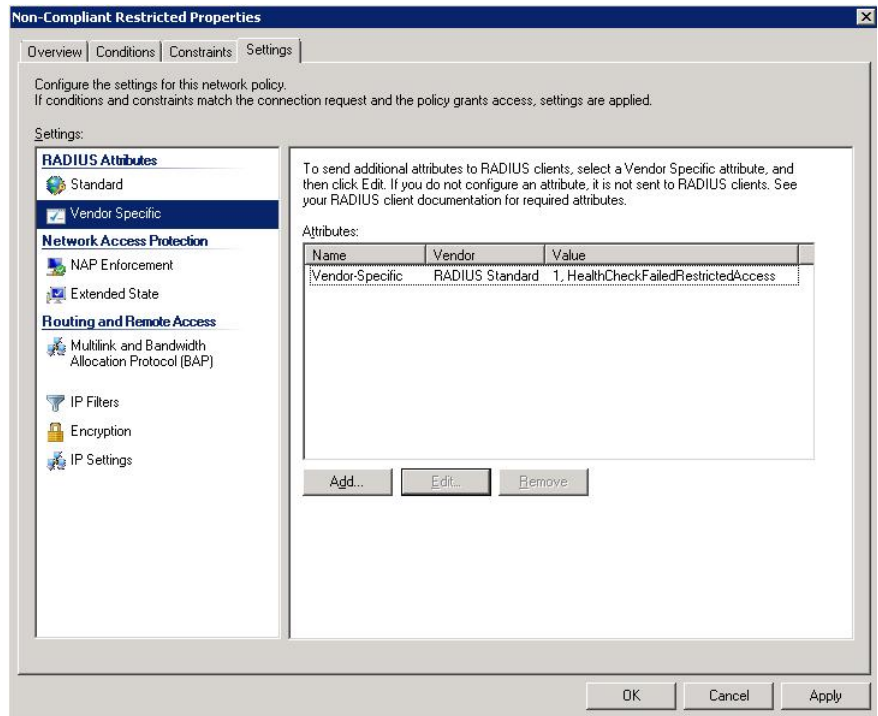 Non-Compliant Restricted Properties
Overview Conditions Constraints Settings
Configure the settings for this network policy.
If conditions and constraints match the connection request and the policy grants access, settings are applied.
Settings:
RADIUS Attributes
Standard
Vendor Specific
Network Access Protection
NAP Enforcement
Extended State
Routing and Remote Access
Multilink and Bandwidth
Allocation Protocol (BAP)
IP Filters
Encryption
IP Settings
To send additional attributes to RADIUS clients, select a Vendor Specific attribute, and
then click Edit. If you do not configure an attribute, it is not sent to RADIUS clients. See
your RADIUS client documentation for required attributes.
Attributes:
Name Vendor Value
Vendor-Specific RADIUS Standard 1, HealthCheckFailedRestrictedAccess
Add... Edit... Remove
OK Cancel Apply